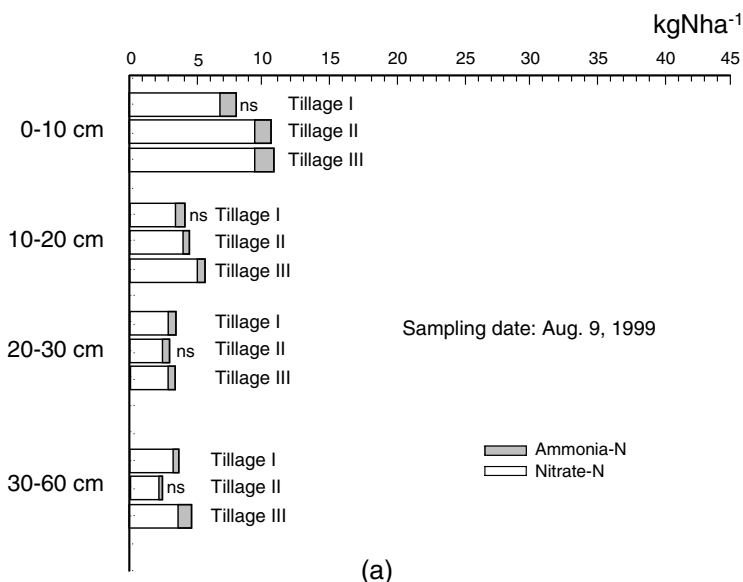 kgNha-1
0 5 10 15 20 25 30 35 40 45
0-10 cm
ns Tillage I
Tillage II
Tillage III
10-20 cm
ns Tillage I
Tillage II
Tillage III
20-30 cm
Tillage I
ns Tillage II
Tillage III
Sampling date: Aug. 9, 1999
30-60 cm
Tillage I
ns Tillage II
Tillage III
Ammonia-N
Nitrate-N
(a)